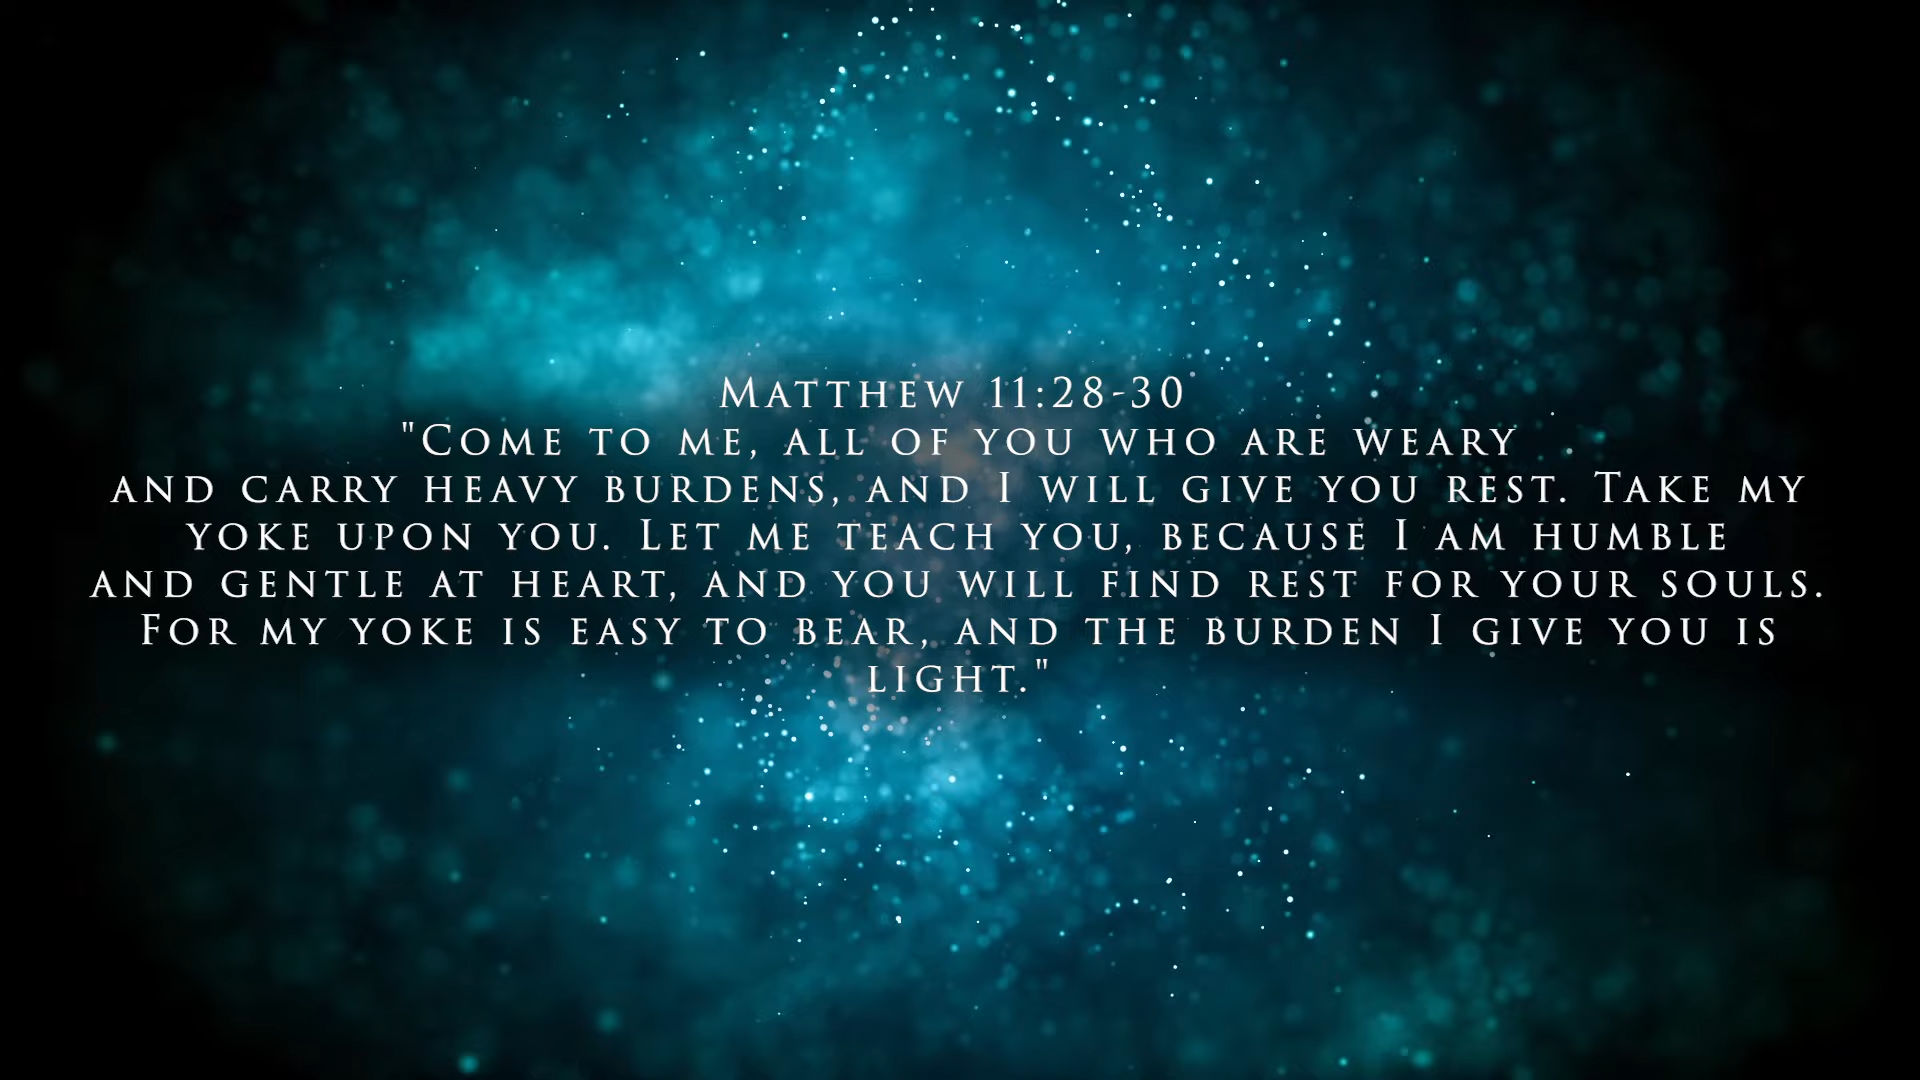 Matthew 11:28-30
"Come to me, all of you who are weary
and carry heavy burdens, and I will give you rest. Take my
yoke upon you. Let me teach you, because I am humble
and gentle at heart, and you will find rest for your souls.
For my yoke is easy to bear, and the burden I give you is
light."